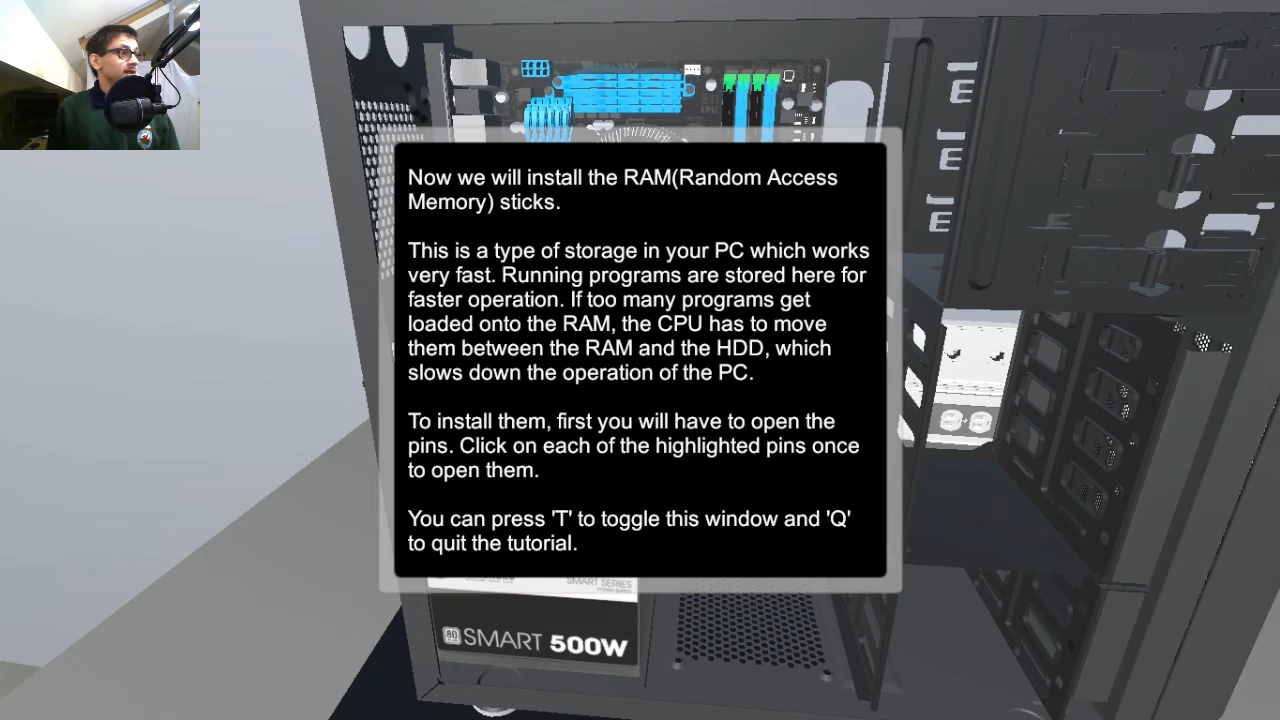 Now we will install the RAM(Random Access
Memory) sticks.
This is a type of storage in your PC which works
very fast. Running programs are stored here for
faster operation. If too many programs get
loaded onto the RAM, the CPU has to move
them between the RAM and the HDD, which
slows down the operation of the PC.
To install them, first you will have to open the
pins. Click on each of the highlighted pins once
to open them.
You can press 'T' to toggle this window and 'Q'
to quit the tutorial.
SMART SERIES
POWER SUPPLY
80 SMART 500W